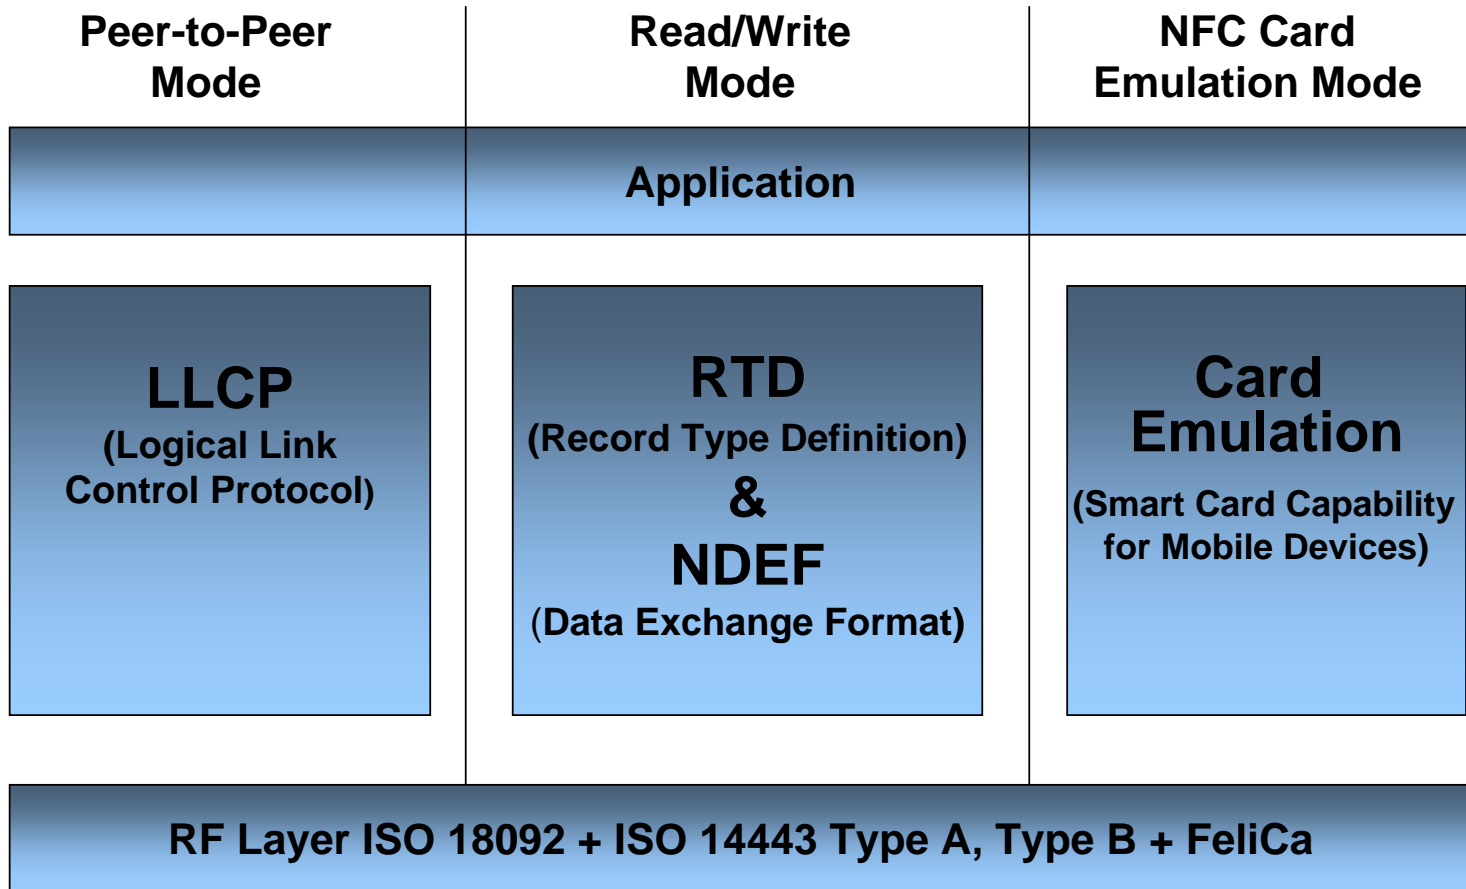 Peer-to-Peer
Mode
Read/Write
Mode
NFC Card
Emulation Mode
Application
LLCP
(Logical Link
Control Protocol)
RTD
(Record Type Definition)
&
NDEF
(Data Exchange Format)
Card
Emulation
(Smart Card Capability
for Mobile Devices)
RF Layer ISO 18092 + ISO 14443 Type A, Type B + FeliCa